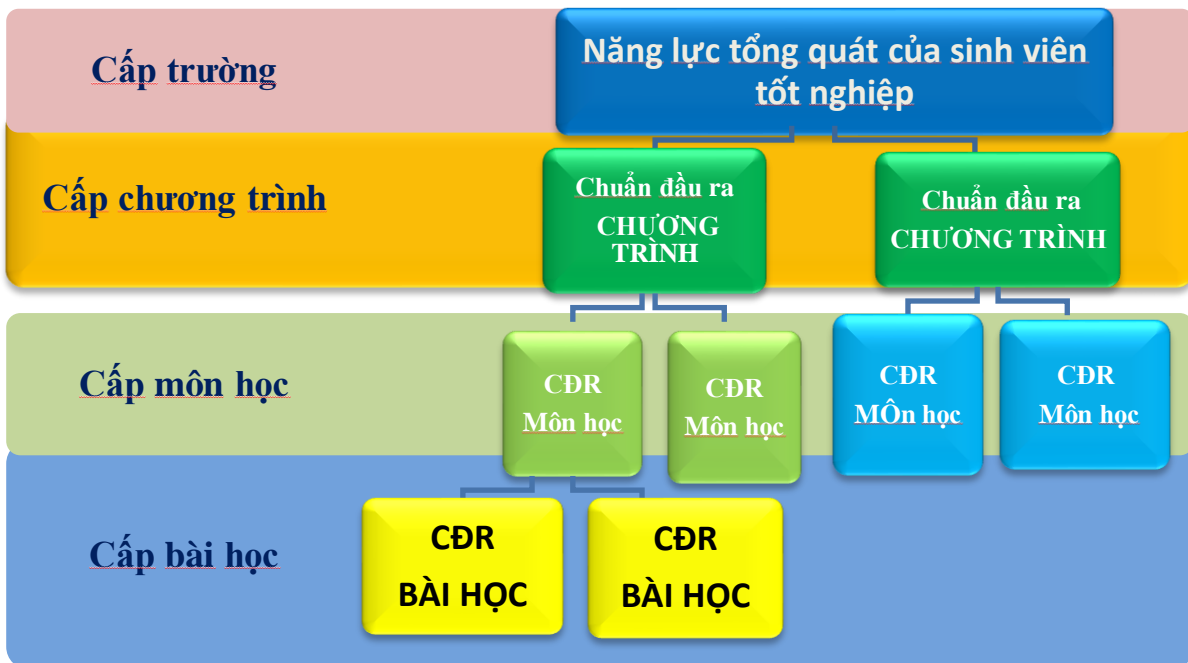 Cấp trường
Năng lực tổng quát của sinh viên
tốt nghiệp
Cấp chương trình
Chuẩn đầu ra
CHƯƠNG
TRÌNH
Chuẩn đầu ra
CHƯƠNG TRÌNH
Cấp môn học
CĐR
Môn học
CĐR
Môn học
CĐR
MÔn học
CĐR
Môn học
Cấp bài học
CĐR
BÀI HỌC
CĐR
BÀI HỌC